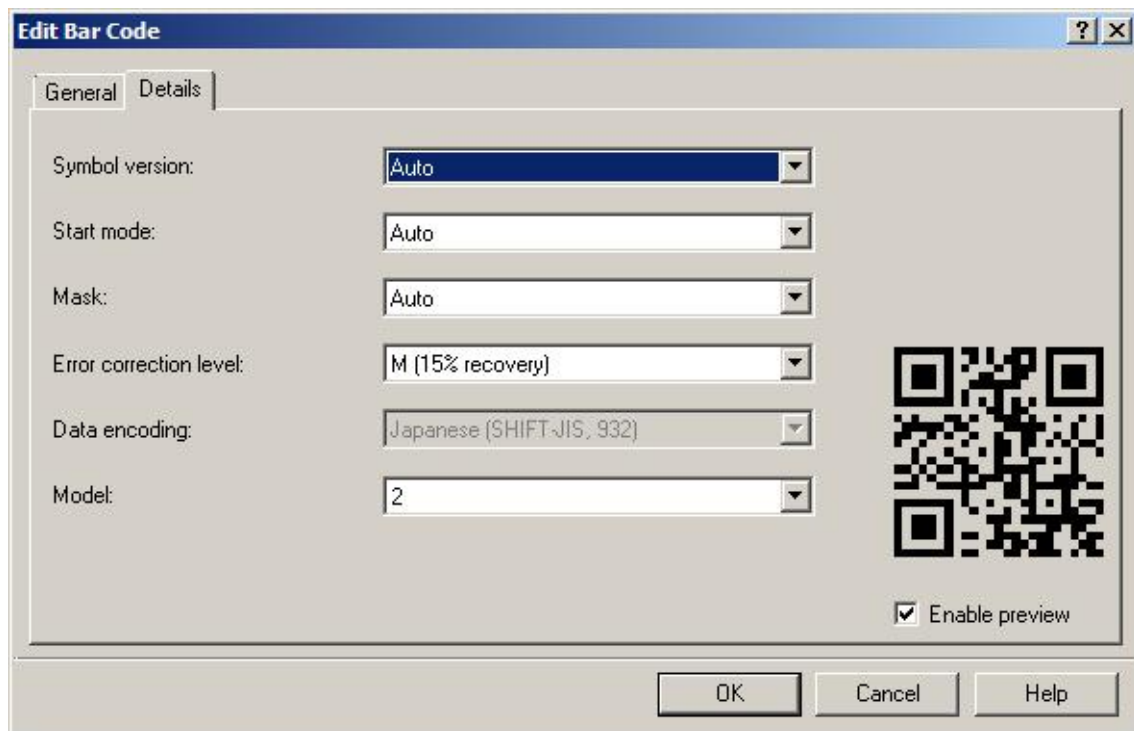 Edit Bar Code
General Details
Symbol version: Auto
Start mode: Auto
Mask: Auto
Error correction level: M (15% recovery)
Data encoding: Japanese (SHIFT-JIS, 932)
Model: 2
Enable preview
OK Cancel Help